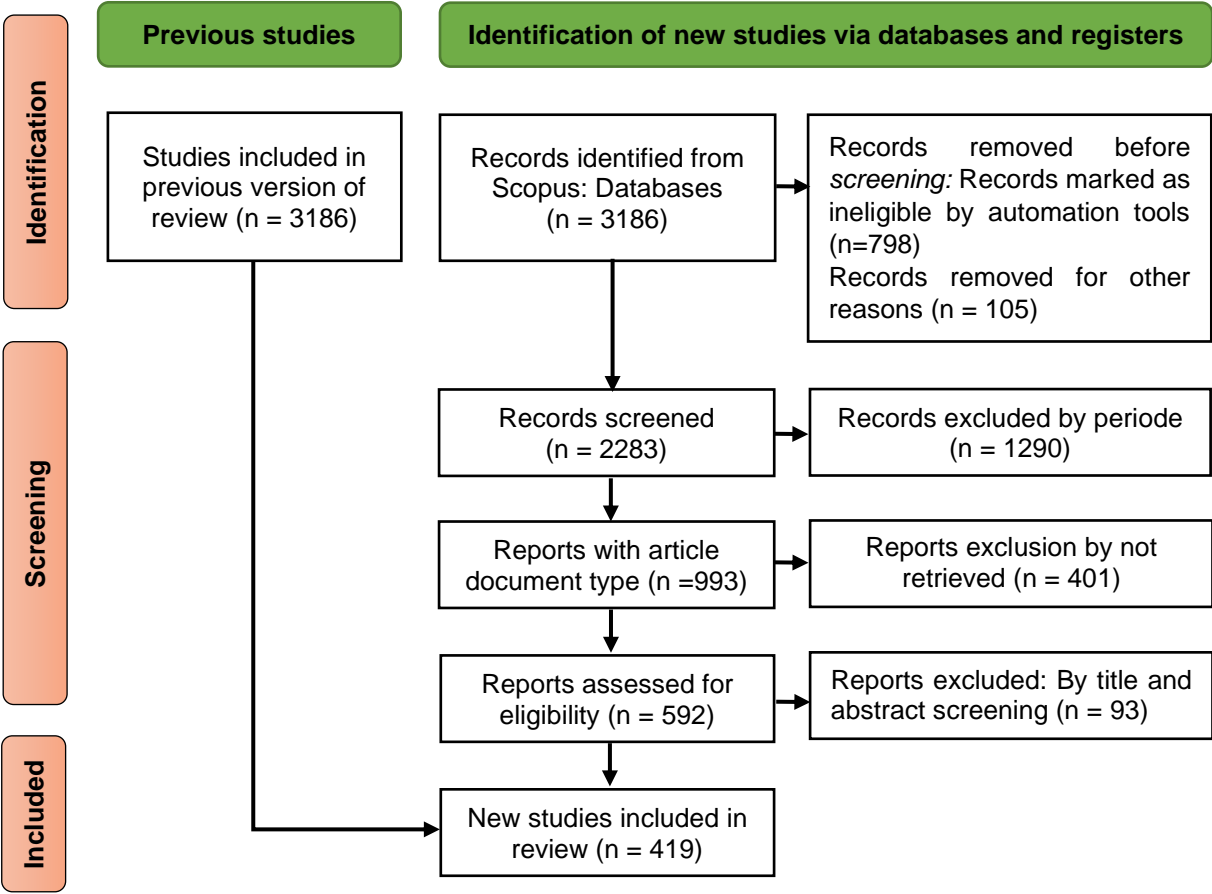 Previous studies
Identification of new studies via databases and registers
Identification
Studies included in
previous version of
review (n = 3186)
Records identified from
Scopus: Databases
(n = 3186)
Records removed before
screening: Records marked as
ineligible by automation tools
(n=798)
Records removed for other
reasons (n = 105)
Screening
Records screened
(n = 2283)
Records excluded by periode
(n = 1290)
Reports with article
document type (n =993)
Reports exclusion by not
retrieved (n = 401)
Reports assessed for
eligibility (n = 592)
Reports excluded: By title and
abstract screening (n = 93)
Included
New studies included in
review (n = 419)